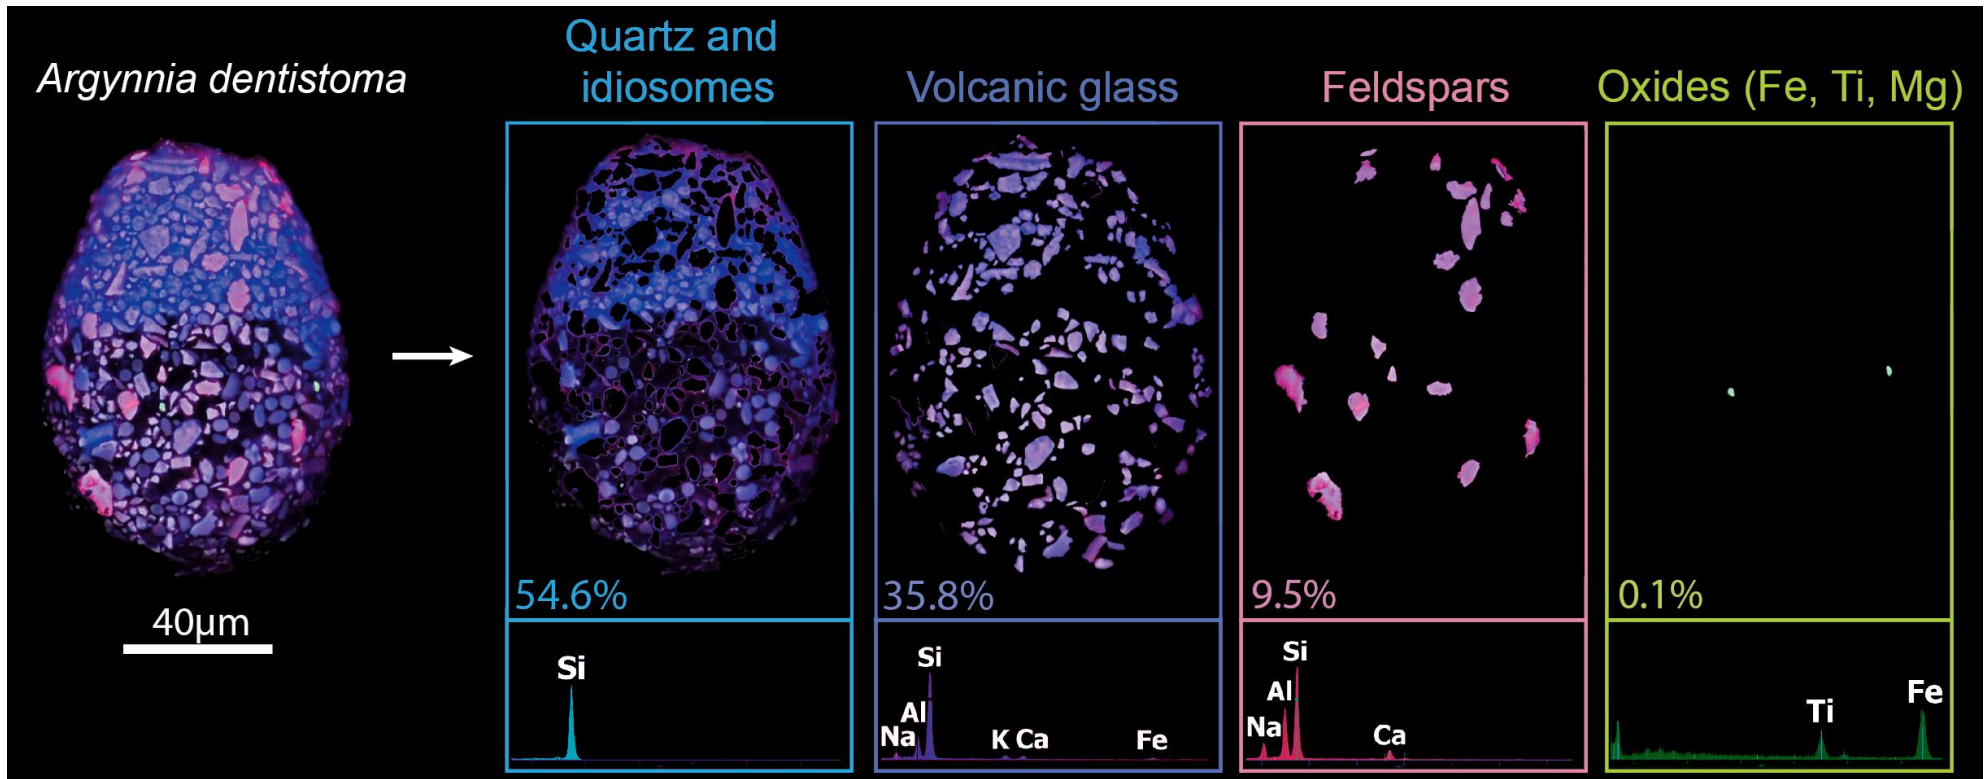 Argynnia dentistoma
40µm
Quartz and
idiosomes
54.6%
Si
Volcanic glass
35.8%
Si
Al
Na
K Ca
Fe
Feldspars
9.5%
Si
Al
Na
Ca
Oxides (Fe, Ti, Mg)
0.1%
Ti
Fe